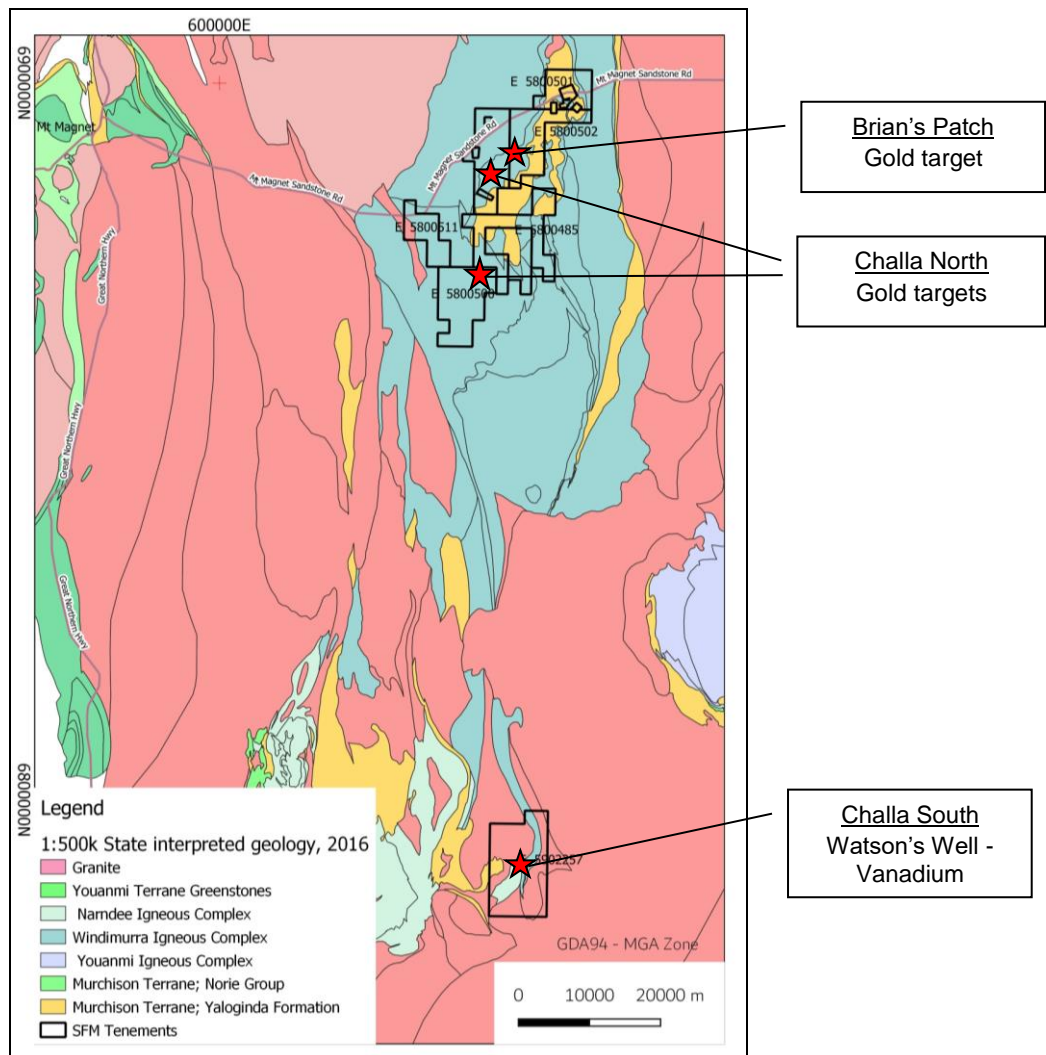 600000E
6900000N
E 5800501
Mt Magnet Sandstone Rd
Mt Magnet
E 5800502
Mt Magnet Sandstone Rd
Mt Magnet Sandstone Rd
E 5800511
E 5800485
Great Northern Hwy
E 5800500
Great Northern Hwy
Great Northern Hwy
6800000N
5902257
Brian's Patch
Gold target
Challa North
Gold targets
Challa South
Watson's Well -
Vanadium
Legend
1:500k State interpreted geology, 2016
Granite
Youanmi Terrane Greenstones
Narndee Igneous Complex
Windimurra Igneous Complex
Youanmi Igneous Complex
Murchison Terrane; Norie Group
Murchison Terrane; Yaloginda Formation
SFM Tenements
GDA94 - MGA Zone
0 10000 20000 m